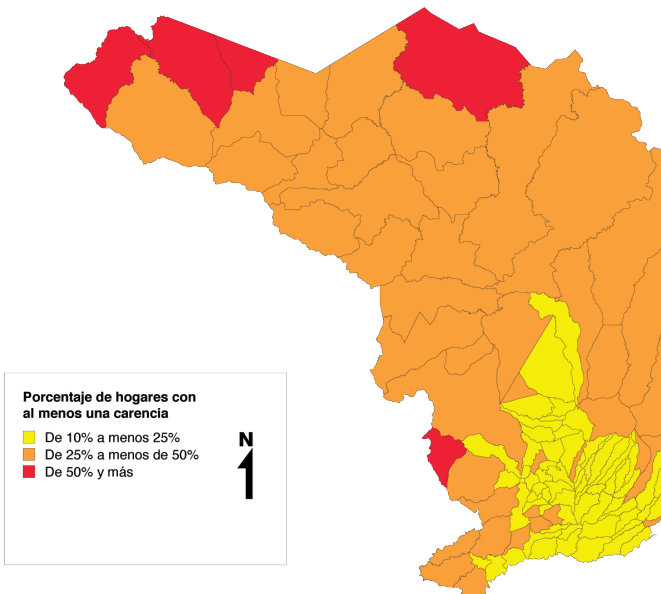 Porcentaje de hogares con
al menos una carencia
De 10% a menos 25%
De 25% a menos de 50%
De 50% y más
N